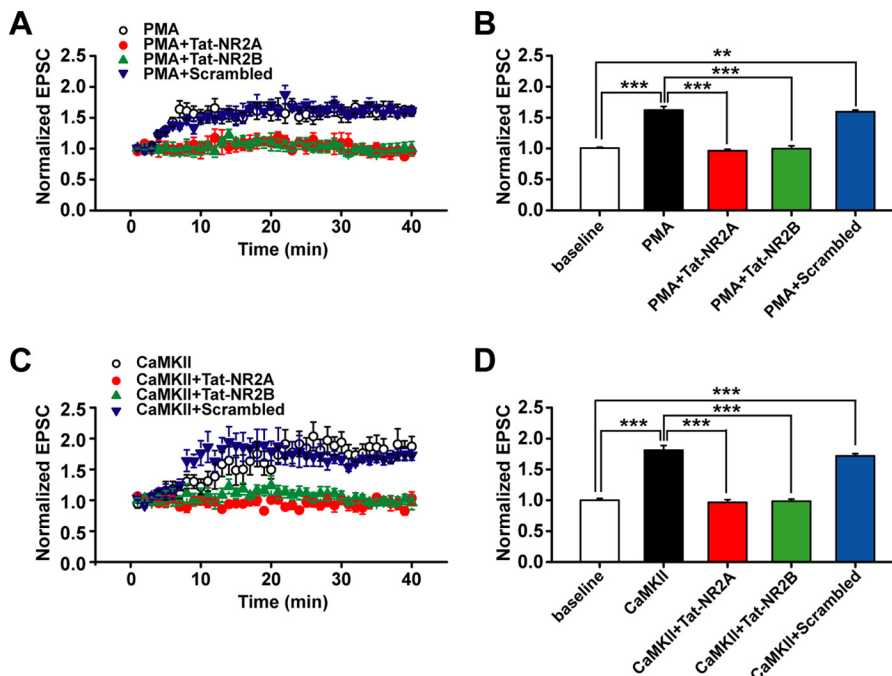 A
PMA
PMA+Tat-NR2A
PMA+Tat-NR2B
PMA+Scrambled
Normalized EPSC
2.5
2.0
1.5
1.0
0.5
0.0
0 10 20 30 40
Time (min)
B
Normalized EPSC
2.5
2.0
1.5
1.0
0.5
0.0
**
***
*** ***
baseline
PMA
PMA+Tat-NR2A
PMA+Tat-NR2B
PMA+Scrambled
C
CaMKII
CaMKII+Tat-NR2A
CaMKII+Tat-NR2B
CaMKII+Scrambled
Normalized EPSC
2.5
2.0
1.5
1.0
0.5
0.0
0 10 20 30 40
Time (min)
D
Normalized EPSC
2.5
2.0
1.5
1.0
0.5
0.0
***
***
*** ***
baseline
CaMKII
CaMKII+Tat-NR2A
CaMKII+Tat-NR2B
CaMKII+Scrambled